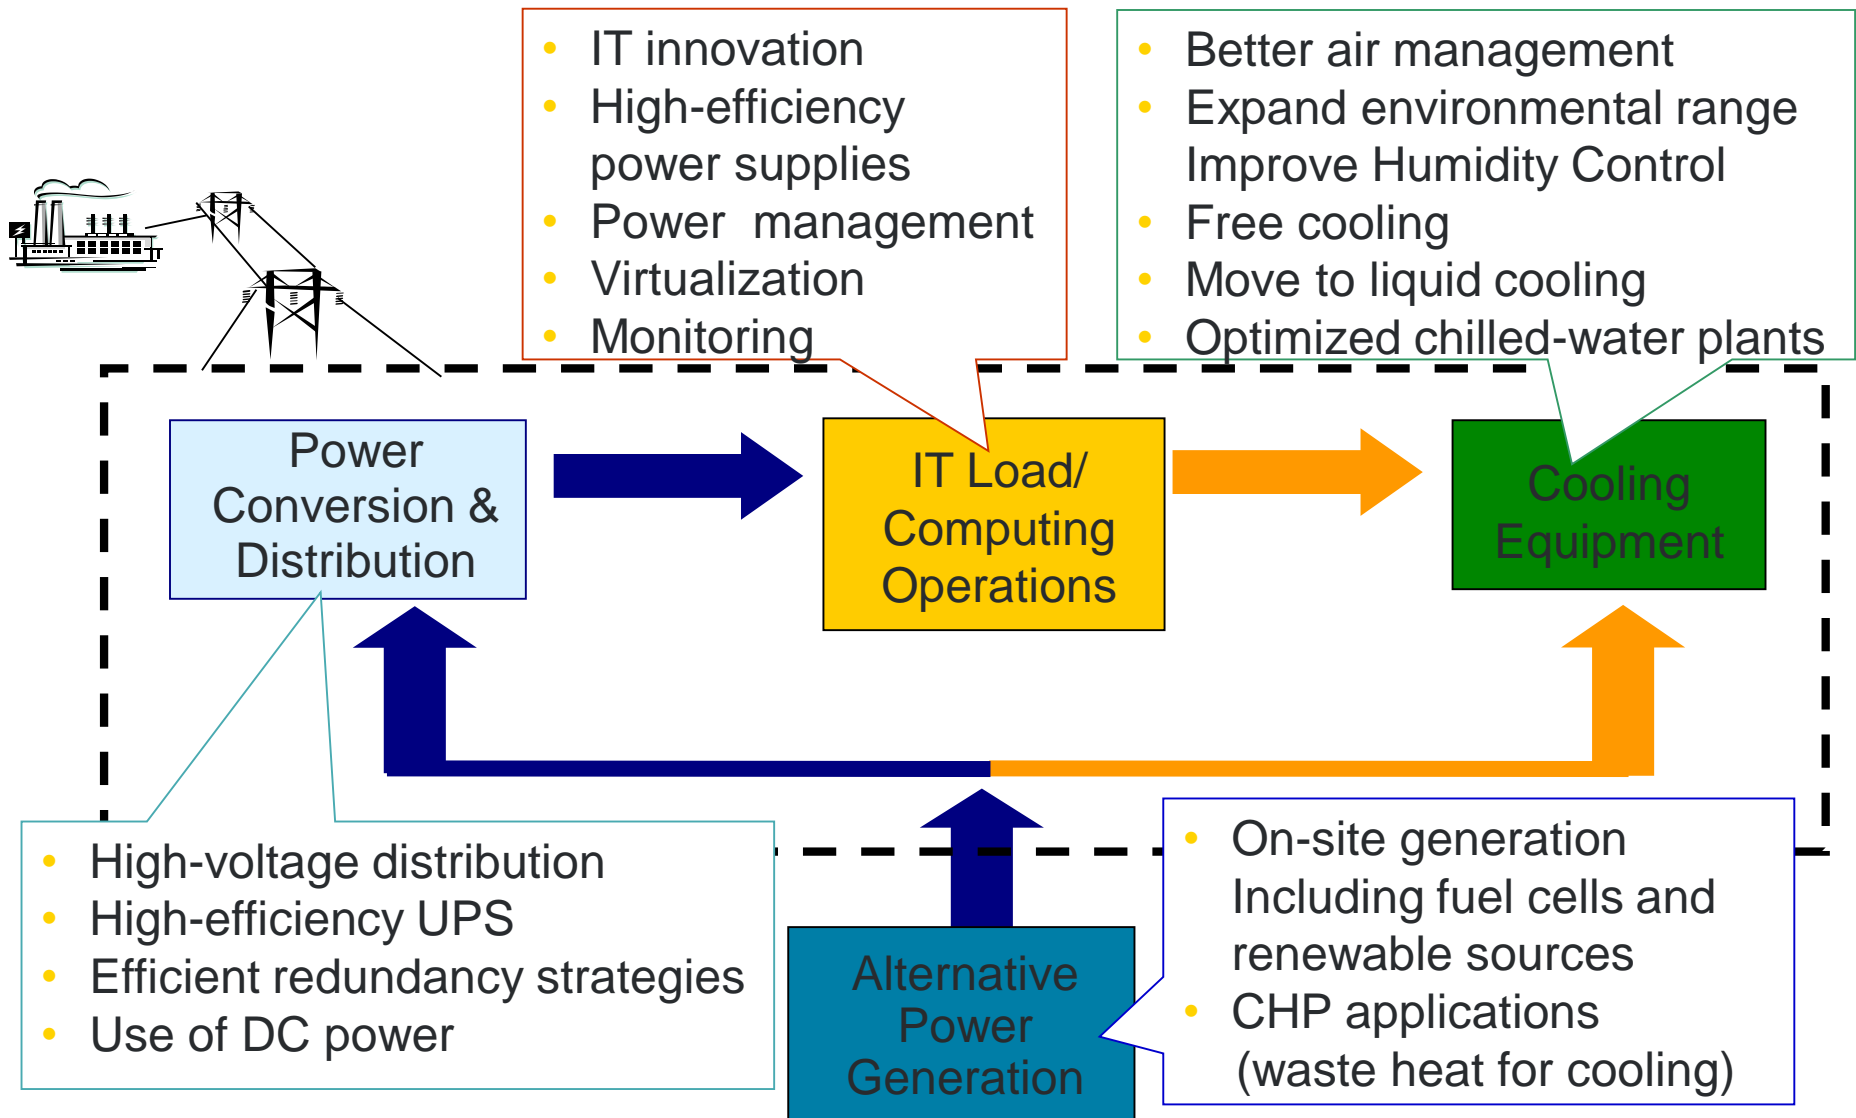 • IT innovation
• High-efficiency
power supplies
• Power  management
• Virtualization
• Monitoring
• Better air management
• Expand environmental range
Improve Humidity Control
• Free cooling
• Move to liquid cooling
• Optimized chilled-water plants
Power
Conversion &
Distribution
IT Load/
Computing
Operations
Cooling
Equipment
• High-voltage distribution
• High-efficiency UPS
• Efficient redundancy strategies
• Use of DC power
Alternative
Power
Generation
• On-site generation
Including fuel cells and
renewable sources
• CHP applications
(waste heat for cooling)